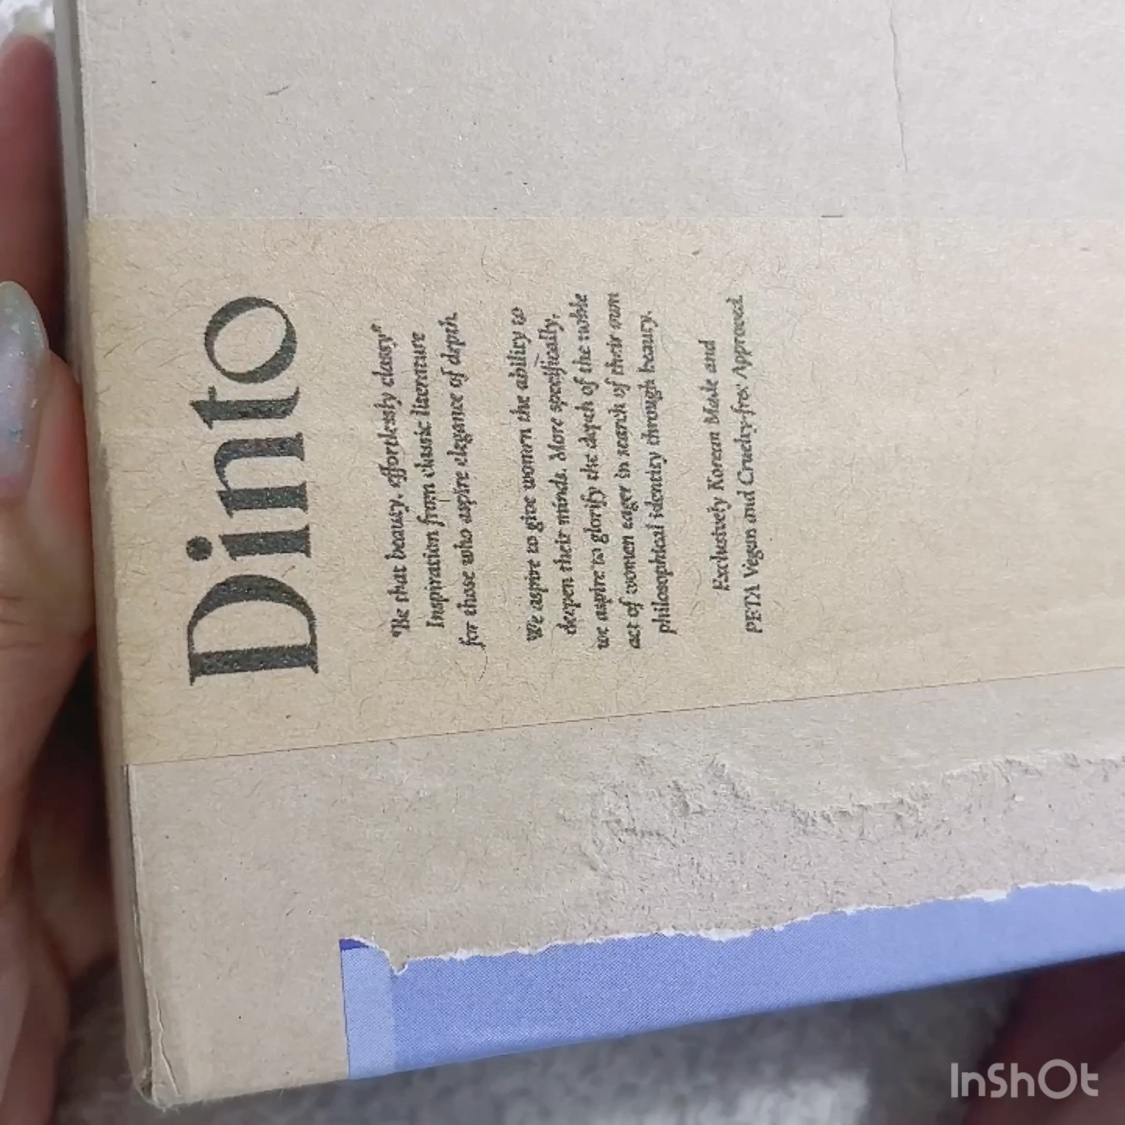 Dinto
"Be that beauty, effortlessly classy"
Inspiration from classic literature
for those who aspire elegance of depth.
We aspire to give women the ability to
deepen their minds. More specifically,
we aspire to glorify the depth of the noble
act of women eager in search of their own
philosophical identity through beauty.
Exclusively Korean Made and
PETA Vegan and Cruelty-free Approved
InShOt